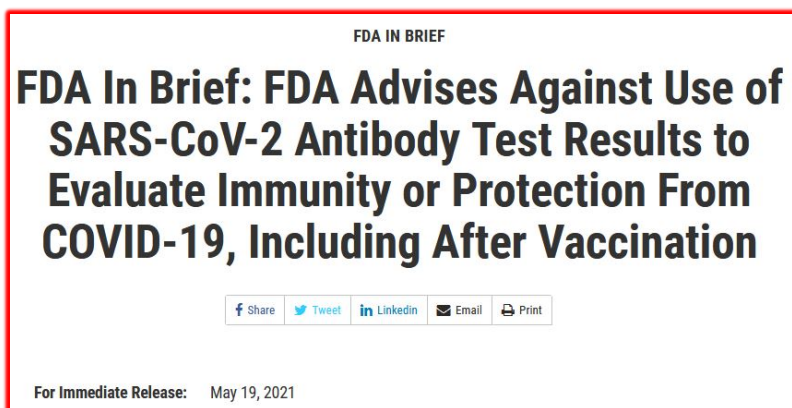 FDA IN BRIEF
FDA In Brief: FDA Advises Against Use of
SARS-CoV-2 Antibody Test Results to
Evaluate Immunity or Protection From
COVID-19, Including After Vaccination
Share Tweet Linkedin Email Print
For Immediate Release: May 19, 2021